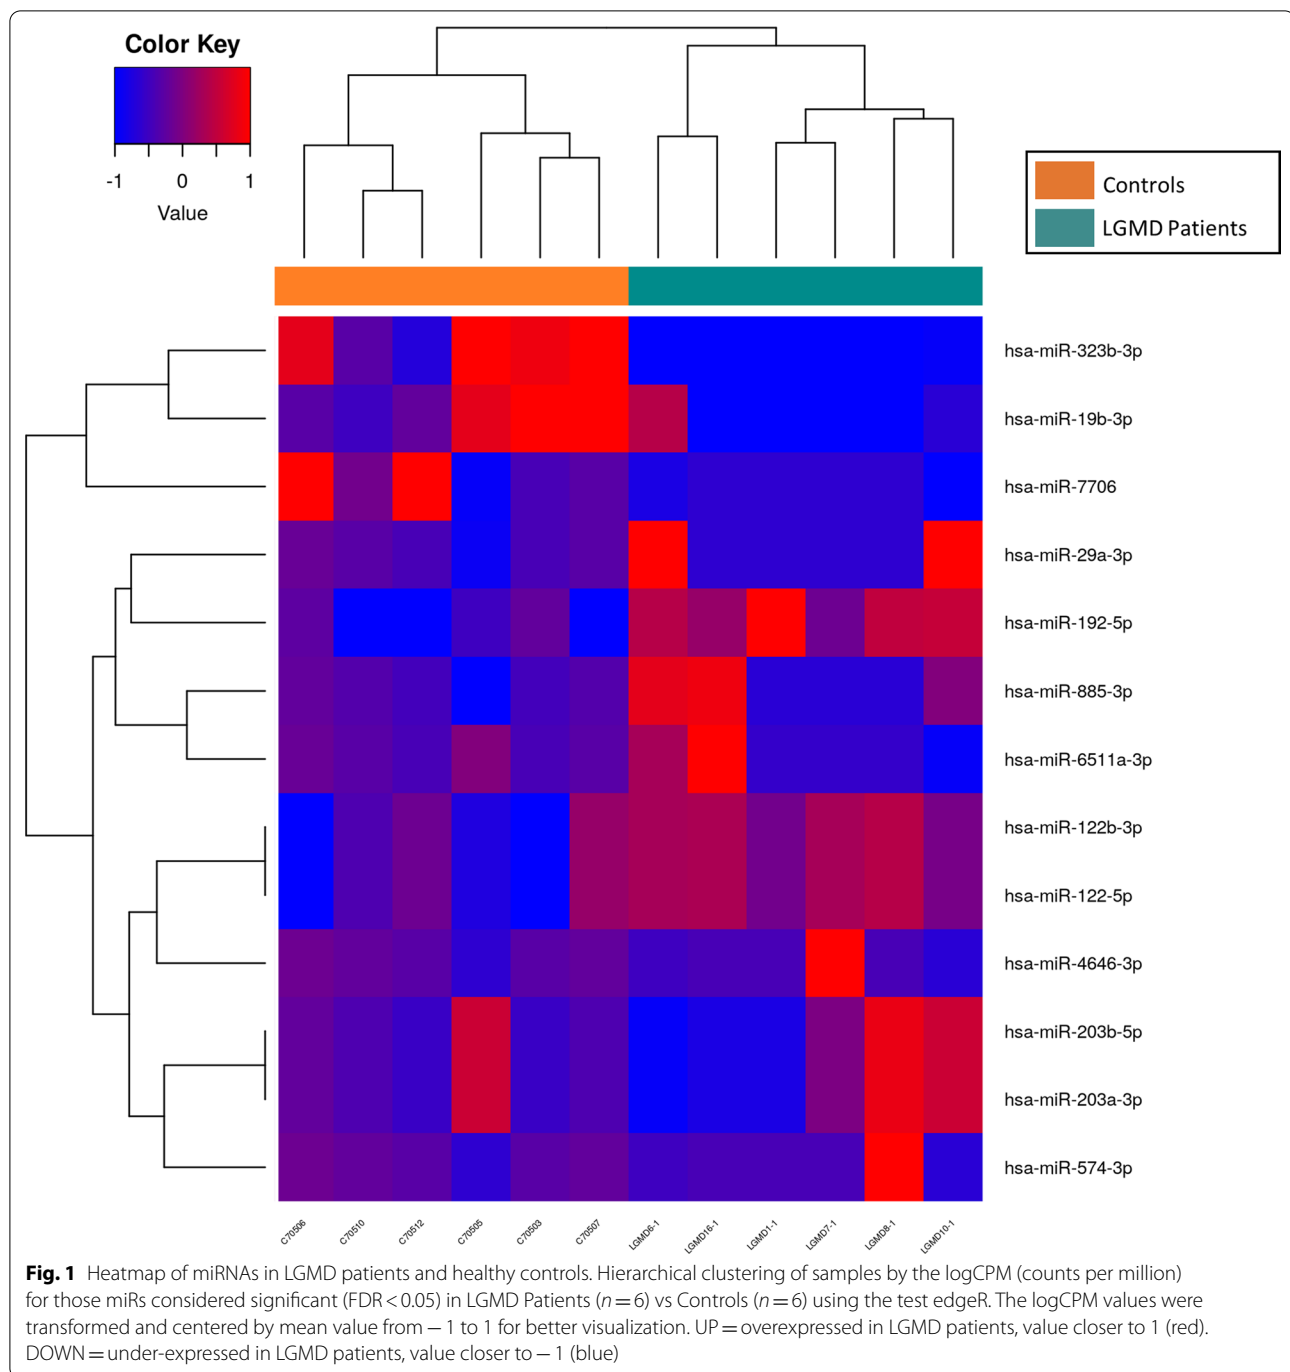 Color Key
-1 0 1
Value
Controls
LGMD Patients
hsa-miR-323b-3p
hsa-miR-19b-3p
hsa-miR-7706
hsa-miR-29a-3p
hsa-miR-192-5p
hsa-miR-885-3p
hsa-miR-6511a-3p
hsa-miR-122b-3p
hsa-miR-122-5p
hsa-miR-4646-3p
hsa-miR-203b-5p
hsa-miR-203a-3p
hsa-miR-574-3p
C70506 C70510 C70512 C70505 C70503 C70507 LGMD6-1 LGMD16-1 LGMD1-1 LGMD7-1 LGMD8-1 LGMD10-1
Fig. 1 Heatmap of miRNAs in LGMD patients and healthy controls. Hierarchical clustering of samples by the logCPM (counts per million)
for those miRs considered significant (FDR < 0.05) in LGMD Patients (n = 6) vs Controls (n = 6) using the test edgeR. The logCPM values were
transformed and centered by mean value from − 1 to 1 for better visualization. UP = overexpressed in LGMD patients, value closer to 1 (red).
DOWN = under-expressed in LGMD patients, value closer to − 1 (blue)